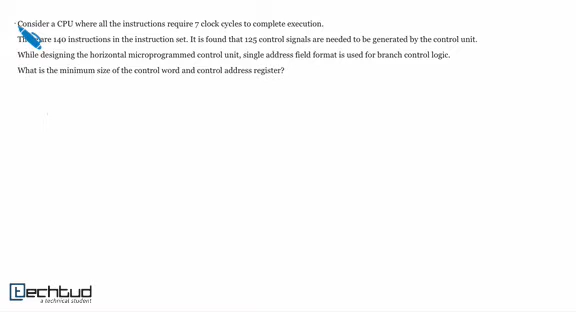 Consider a CPU where all the instructions require 7 clock cycles to complete execution.
are 140 instructions in the instruction set. It is found that 125 control signals are needed to be generated by the control unit.
While designing the horizontal microprogrammed control unit, single address field format is used for branch control logic.
What is the minimum size of the control word and control address register?
techtud
a technical student